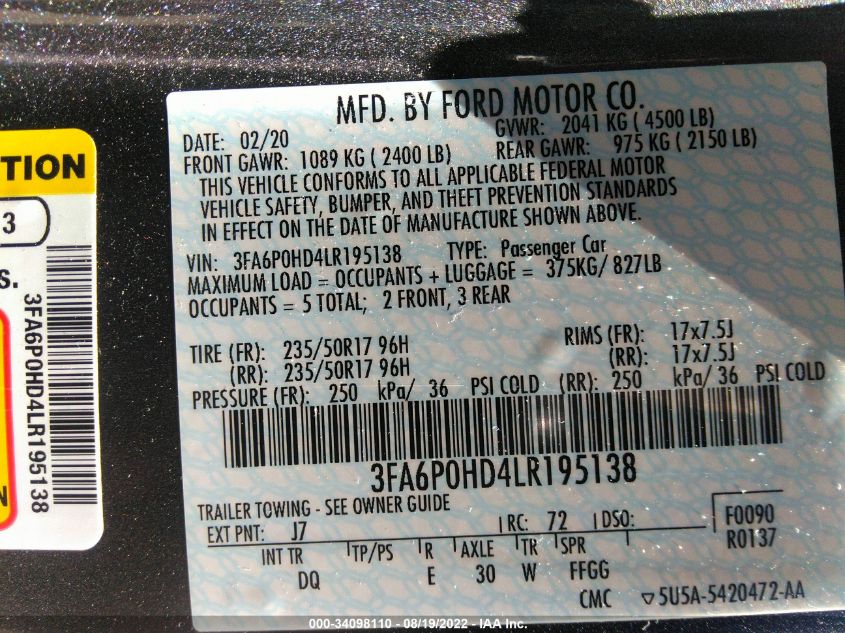 TION
3
S.
3FA6P0HD4LR195138
N
MFD. BY FORD MOTOR CO.
DATE: 02/20
GVWR: 2041 KG ( 4500 LB)
FRONT GAWR: 1089 KG ( 2400 LB)
REAR GAWR: 975 KG ( 2150 LB)
THIS VEHICLE CONFORMS TO ALL APPLICABLE FEDERAL MOTOR
VEHICLE SAFETY, BUMPER, AND THEFT PREVENTION STANDARDS
IN EFFECT ON THE DATE OF MANUFACTURE SHOWN ABOVE.
VIN: 3FA6P0HD4LR195138 TYPE: Passenger Car
MAXIMUM LOAD = OCCUPANTS + LUGGAGE = 375KG/ 827LB
OCCUPANTS = 5 TOTAL; 2 FRONT, 3 REAR
TIRE (FR): 235/50R17 96H RIMS (FR): 17x7.5J
(RR): 235/50R17 96H (RR): 17x7.5J
PRESSURE (FR): 250 kPa/ 36 PSI COLD (RR): 250 kPa/ 36 PSI COLD
3FA6P0HD4LR195138
TRAILER TOWING - SEE OWNER GUIDE
EXT PNT: J7 RC: 72 DSO: F0090
R0137
INT TR TP/PS R AXLE TR SPR
DQ E 30 W FFGG
CMC 5U5A-5420472-AA
000-34098110 - 08/19/2022 - IAA Inc.